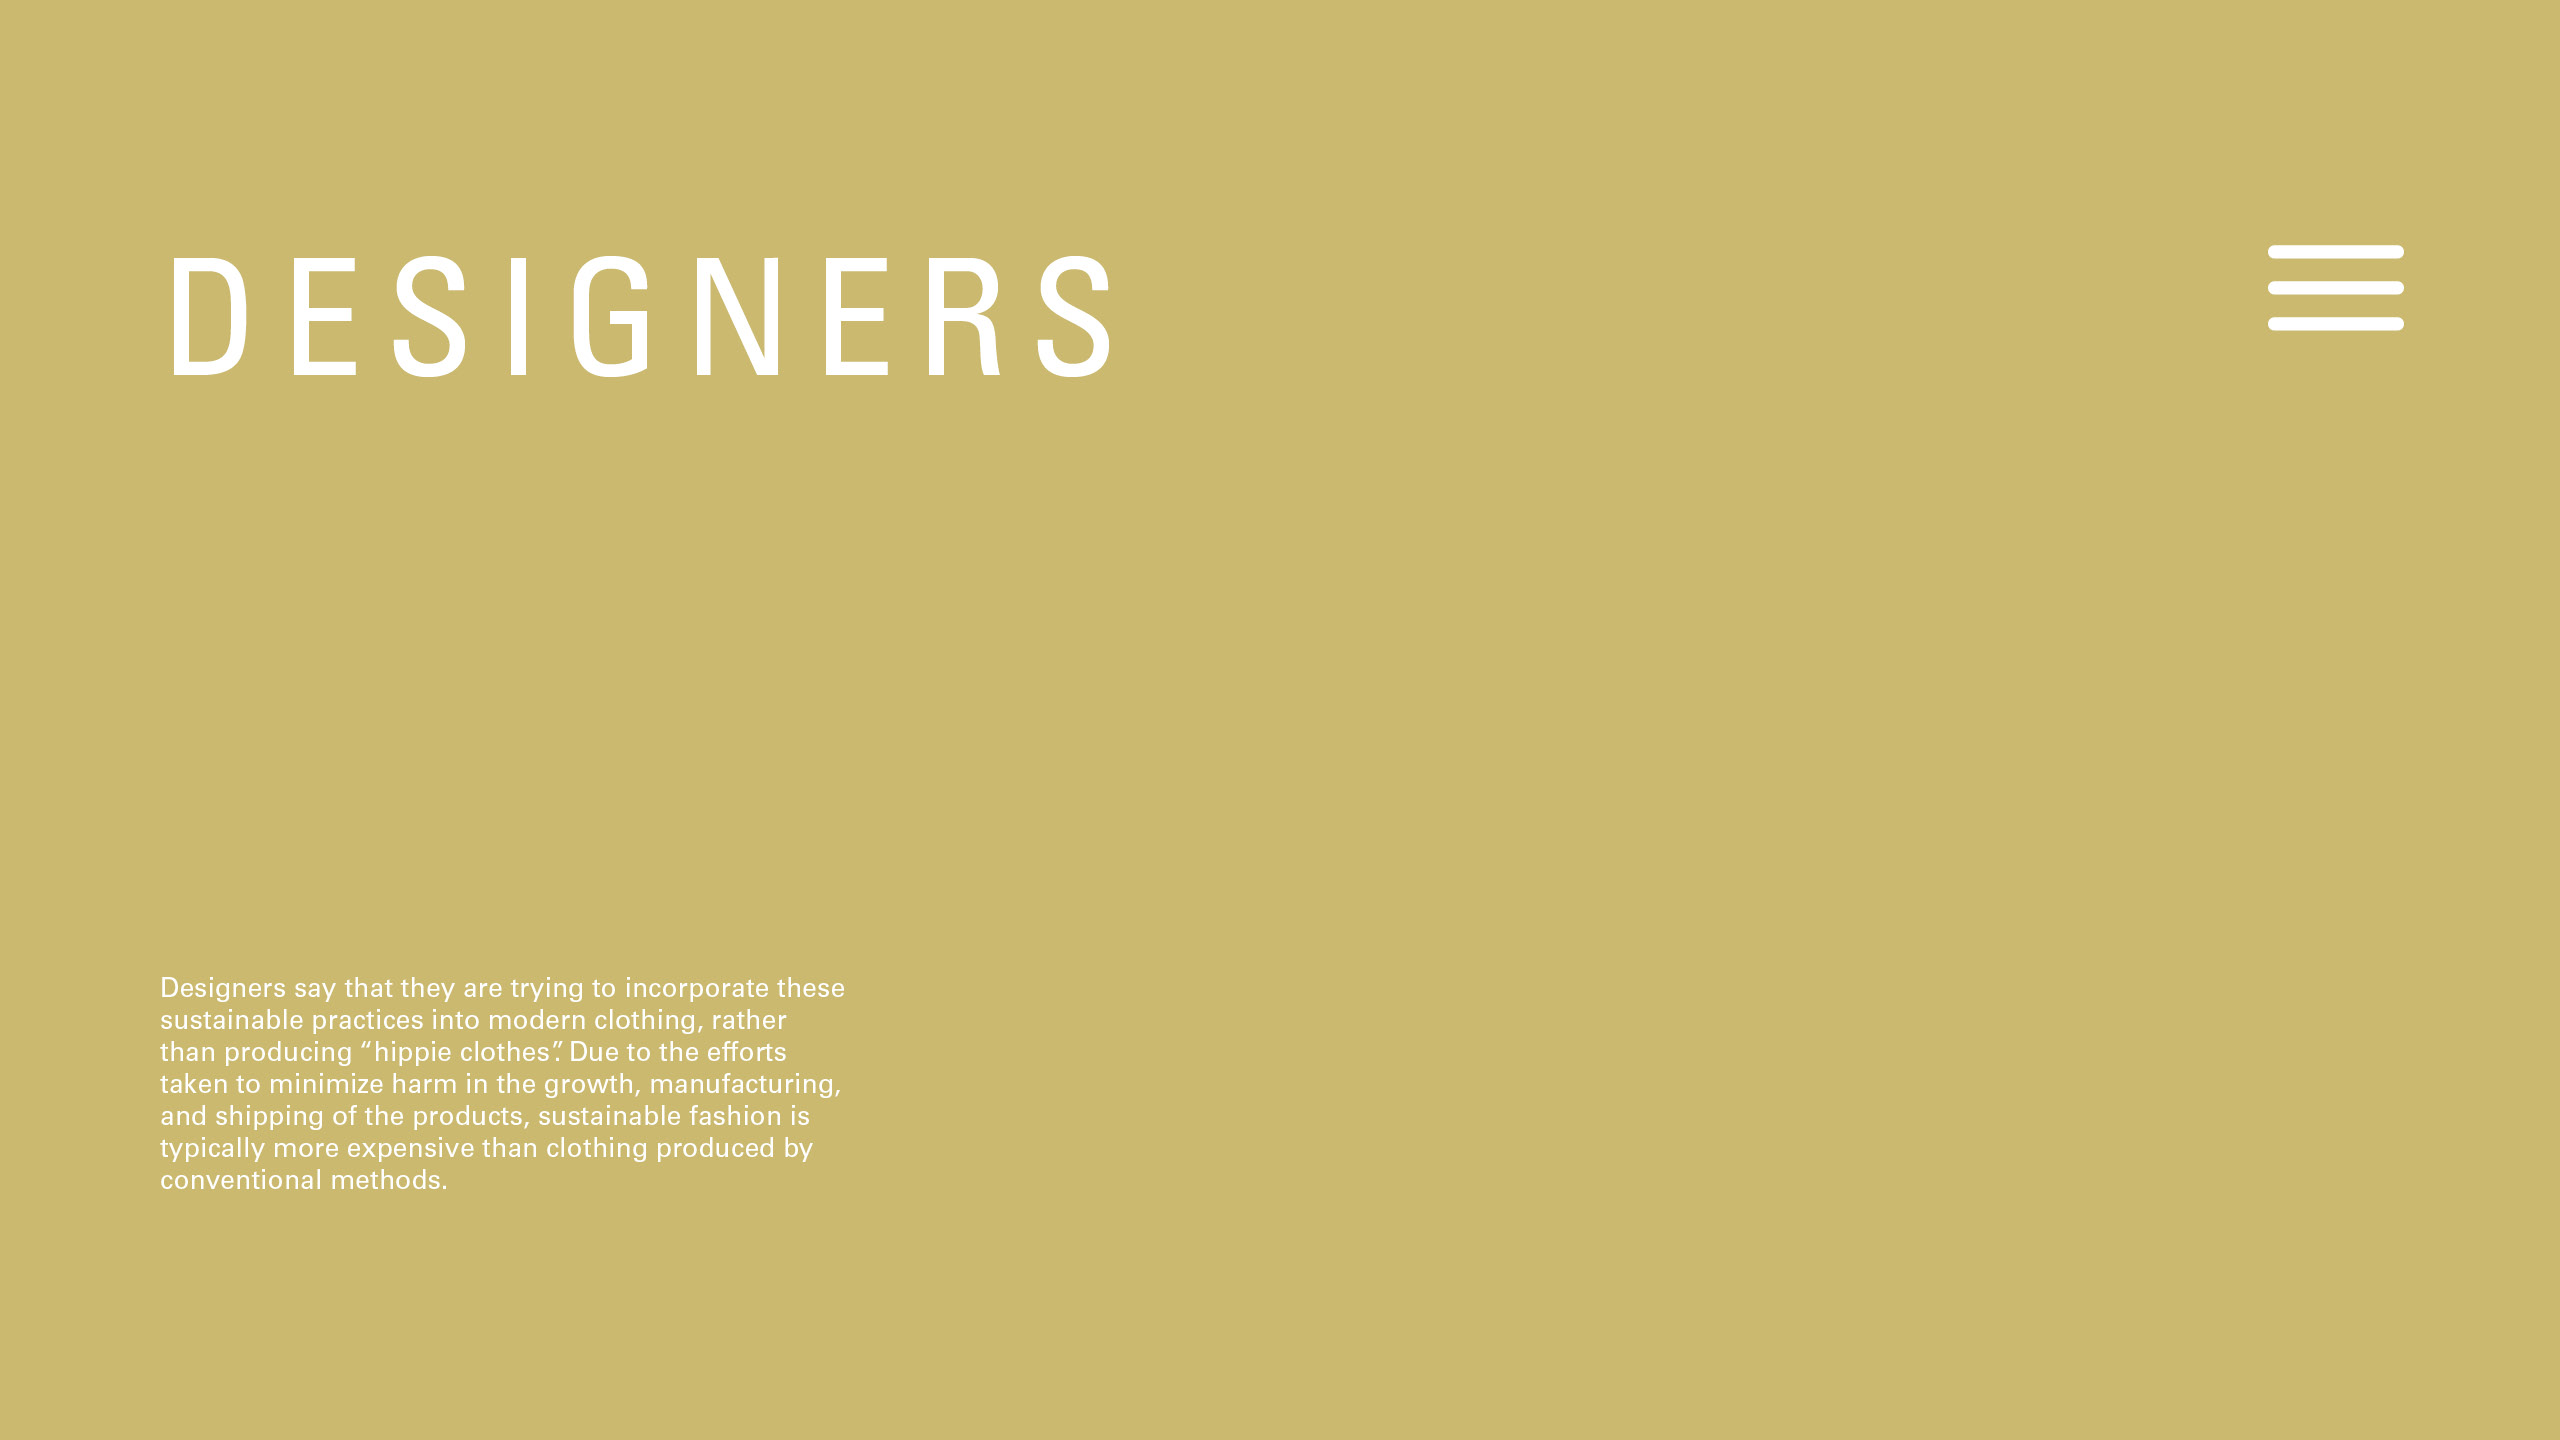 DESIGNERS
Designers say that they are trying to incorporate these
sustainable practices into modern clothing, rather
than producing “hippie clothes”. Due to the efforts
taken to minimize harm in the growth, manufacturing,
and shipping of the products, sustainable fashion is
typically more expensive than clothing produced by
conventional methods.